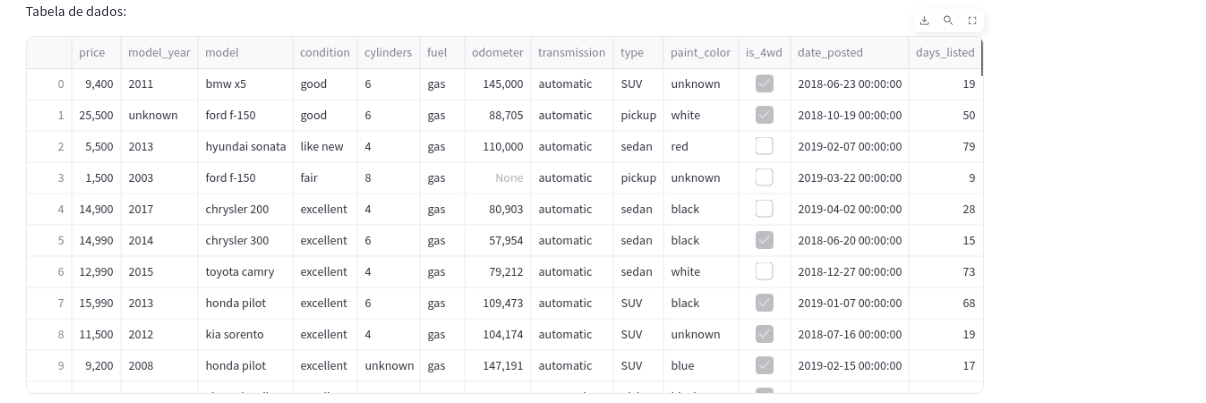 Tabela de dados:
price model_year model condition cylinders fuel odometer transmission type paint_color is_4wd date_posted days_listed
0 9,400 2011 bmw x5 good 6 gas 145,000 automatic SUV unknown 2018-06-23 00:00:00 19
1 25,500 unknown ford f-150 good 6 gas 88,705 automatic pickup white 2018-10-19 00:00:00 50
2 5,500 2013 hyundai sonata like new 4 gas 110,000 automatic sedan red 2019-02-07 00:00:00 79
3 1,500 2003 ford f-150 fair 8 gas None automatic pickup unknown 2019-03-22 00:00:00 9
4 14,900 2017 chrysler 200 excellent 4 gas 80,903 automatic sedan black 2019-04-02 00:00:00 28
5 14,990 2014 chrysler 300 excellent 6 gas 57,954 automatic sedan black 2018-06-20 00:00:00 15
6 12,990 2015 toyota camry excellent 4 gas 79,212 automatic sedan white 2018-12-27 00:00:00 73
7 15,990 2013 honda pilot excellent 6 gas 109,473 automatic SUV black 2019-01-07 00:00:00 68
8 11,500 2012 kia sorento excellent 4 gas 104,174 automatic SUV unknown 2018-07-16 00:00:00 19
9 9,200 2008 honda pilot excellent unknown gas 147,191 automatic SUV blue 2019-02-15 00:00:00 17